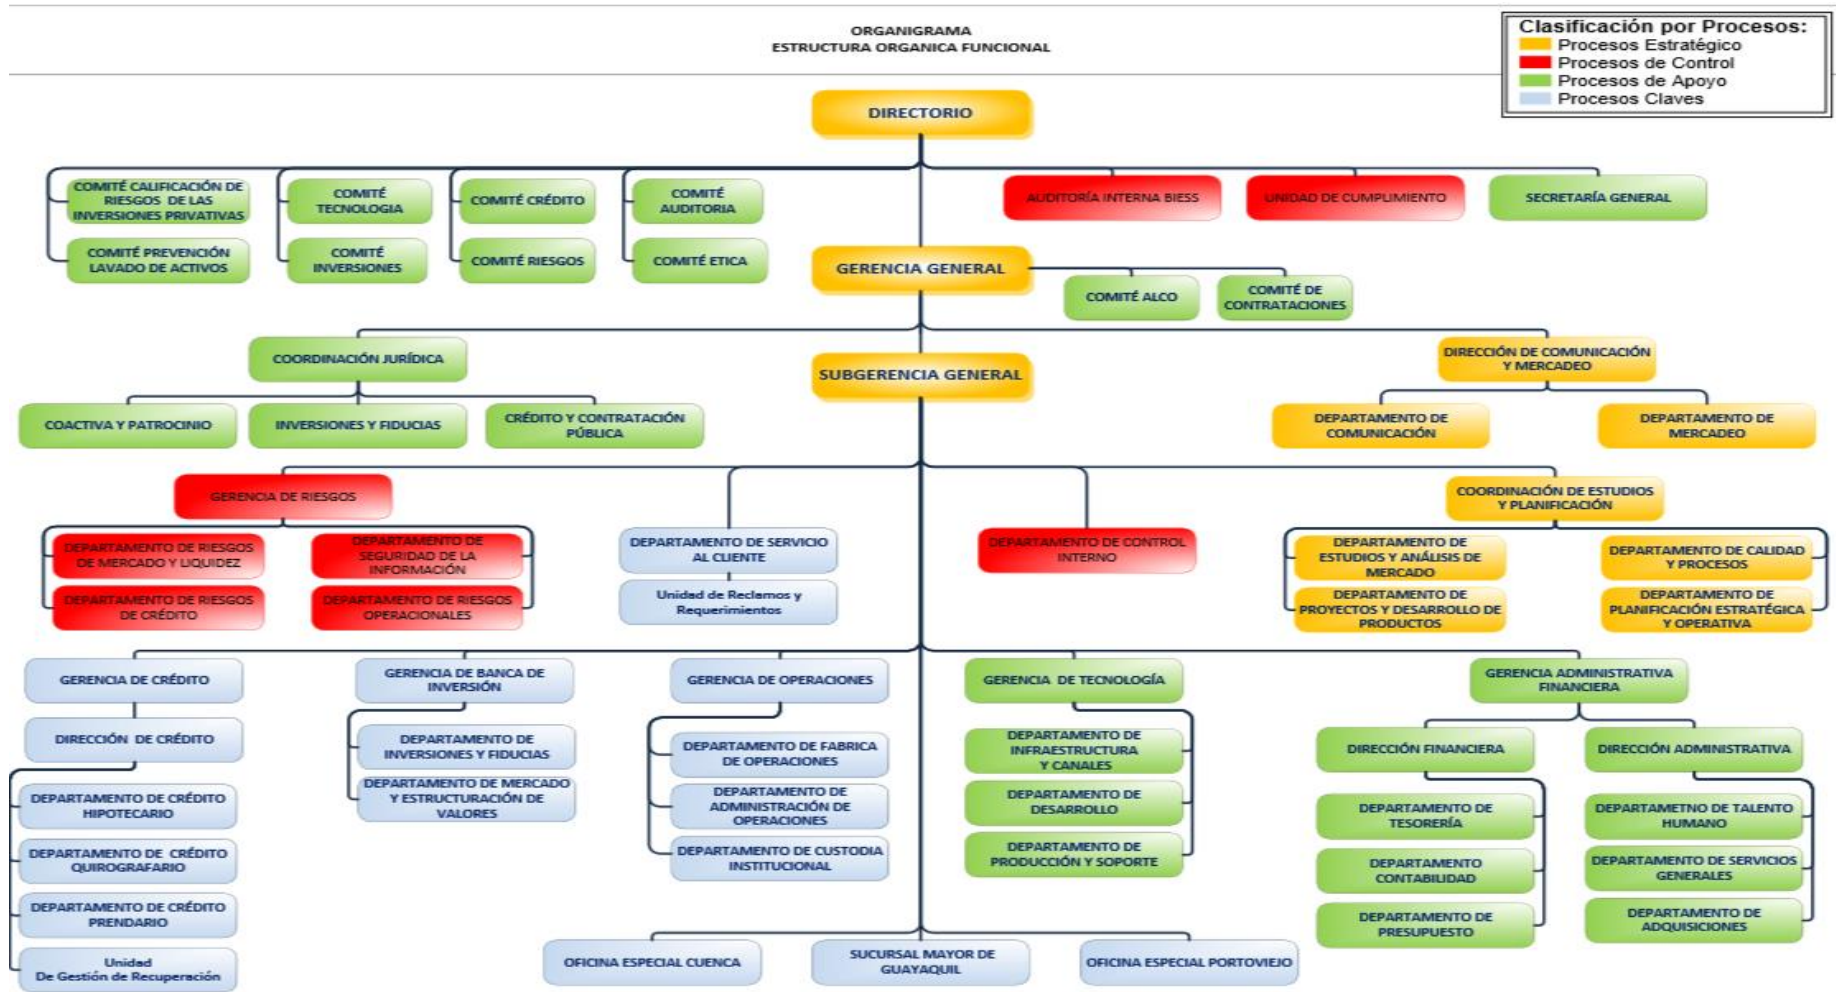 ORGANIGRAMA
ESTRUCTURA ORGANICA FUNCIONAL
Clasificación por Procesos:
Procesos Estratégico
Procesos de Control
Procesos de Apoyo
Procesos Claves
DIRECTORIO
COMITÉ CALIFICACIÓN DE
RIESGOS DE LAS
INVERSIONES PRIVATIVAS
COMITÉ
TECNOLOGIA
COMITÉ CRÉDITO
COMITÉ
AUDITORIA
AUDITORÍA INTERNA BIESS
UNIDAD DE CUMPLIMIENTO
SECRETARÍA GENERAL
COMITÉ PREVENCIÓN
LAVADO DE ACTIVOS
COMITÉ
INVERSIONES
COMITÉ RIESGOS
COMITÉ ETICA
GERENCIA GENERAL
COMITÉ ALCO
COMITÉ DE
CONTRATACIONES
COORDINACIÓN JURÍDICA
SUBGERENCIA GENERAL
DIRECCIÓN DE COMUNICACIÓN
Y MERCADEO
COACTIVA Y PATROCINIO
INVERSIONES Y FIDUCIAS
CRÉDITO Y CONTRATACIÓN
PÚBLICA
DEPARTAMENTO DE
COMUNICACIÓN
DEPARTAMENTO DE
MERCADEO
GERENCIA DE RIESGOS
COORDINACIÓN DE ESTUDIOS
Y PLANIFICACIÓN
DEPARTAMENTO DE RIESGOS
DE MERCADO Y LIQUIDEZ
DEPARTAMENTO DE
SEGURIDAD DE LA
INFORMACIÓN
DEPARTAMENTO DE SERVICIO
AL CLIENTE
DEPARTAMENTO DE CONTROL
INTERNO
DEPARTAMENTO DE
ESTUDIOS Y ANÁLISIS DE
MERCADO
DEPARTAMENTO DE CALIDAD
Y PROCESOS
DEPARTAMENTO DE RIESGOS
DE CRÉDITO
DEPARTAMENTO DE RIESGOS
OPERACIONALES
Unidad de Reclamos y
Requerimientos
DEPARTAMENTO DE
PROYECTOS Y DESARROLLO DE
PRODUCTOS
DEPARTAMENTO DE
PLANIFICACIÓN ESTRATÉGICA
Y OPERATIVA
GERENCIA DE CRÉDITO
GERENCIA DE BANCA DE
INVERSIÓN
GERENCIA DE OPERACIONES
GERENCIA DE TECNOLOGÍA
GERENCIA ADMINISTRATIVA
FINANCIERA
DIRECCIÓN DE CRÉDITO
DEPARTAMENTO DE
INVERSIONES Y FIDUCIAS
DEPARTAMENTO DE FABRICA
DE OPERACIONES
DEPARTAMENTO DE
INFRAESTRUCTURA
Y CANALES
DIRECCIÓN FINANCIERA
DIRECCIÓN ADMINISTRATIVA
DEPARTAMENTO DE CRÉDITO
HIPOTECARIO
DEPARTAMENTO DE MERCADO
Y ESTRUCTURACIÓN DE
VALORES
DEPARTAMENTO DE
ADMINISTRACIÓN DE
OPERACIONES
DEPARTAMENTO DE
DESARROLLO
DEPARTAMENTO DE
TESORERÍA
DEPARTAMETNO DE TALENTO
HUMANO
DEPARTAMENTO DE CRÉDITO
QUIROGRAFARIO
DEPARTAMENTO DE CUSTODIA
INSTITUCIONAL
DEPARTAMENTO DE
PRODUCCIÓN Y SOPORTE
DEPARTAMENTO
CONTABILIDAD
DEPARTAMENTO DE SERVICIOS
GENERALES
DEPARTAMENTO DE CRÉDITO
PRENDARIO
DEPARTAMENTO DE
PRESUPUESTO
DEPARTAMENTO DE
ADQUISICIONES
Unidad
De Gestión de Recuperación
OFICINA ESPECIAL CUENCA
SUCURSAL MAYOR DE
GUAYAQUIL
OFICINA ESPECIAL PORTOVIEJO